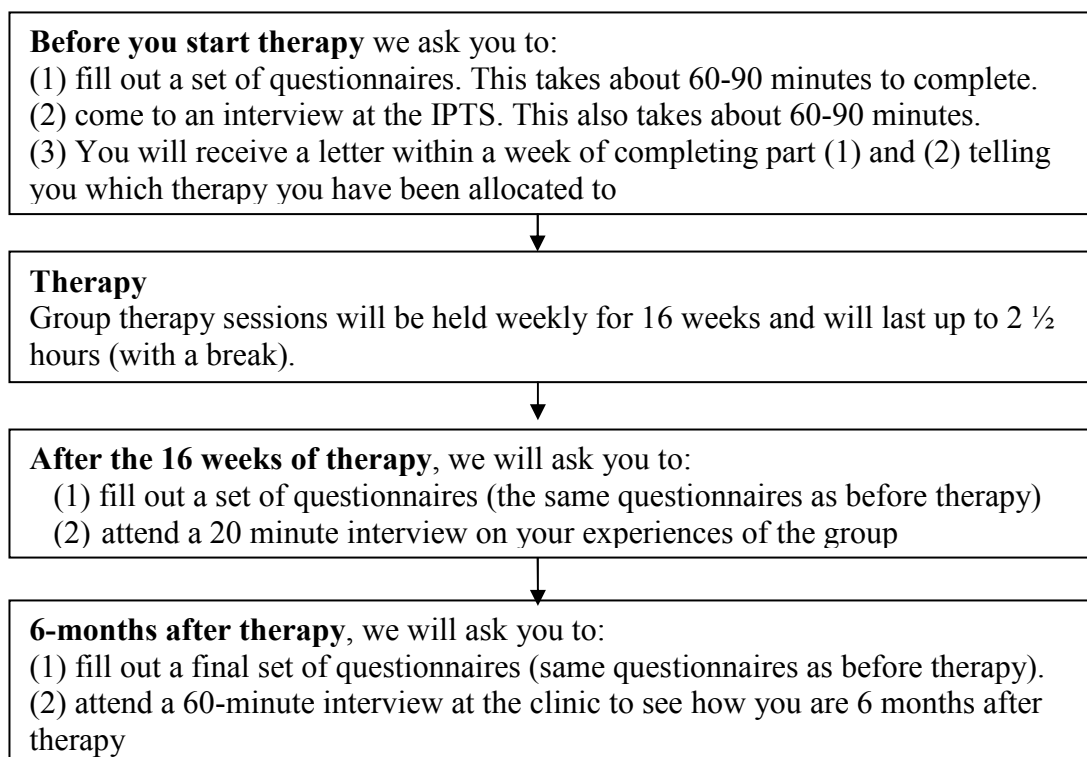 Before you start therapy we ask you to:
(1) fill out a set of questionnaires. This takes about 60-90 minutes to complete.
(2) come to an interview at the IPTS. This also takes about 60-90 minutes.
(3) You will receive a letter within a week of completing part (1) and (2) telling
you which therapy you have been allocated to
Therapy
Group therapy sessions will be held weekly for 16 weeks and will last up to 2 ½
hours (with a break).
After the 16 weeks of therapy, we will ask you to:
(1) fill out a set of questionnaires (the same questionnaires as before therapy)
(2) attend a 20 minute interview on your experiences of the group
6-months after therapy, we will ask you to:
(1) fill out a final set of questionnaires (same questionnaires as before therapy).
(2) attend a 60-minute interview at the clinic to see how you are 6 months after
therapy